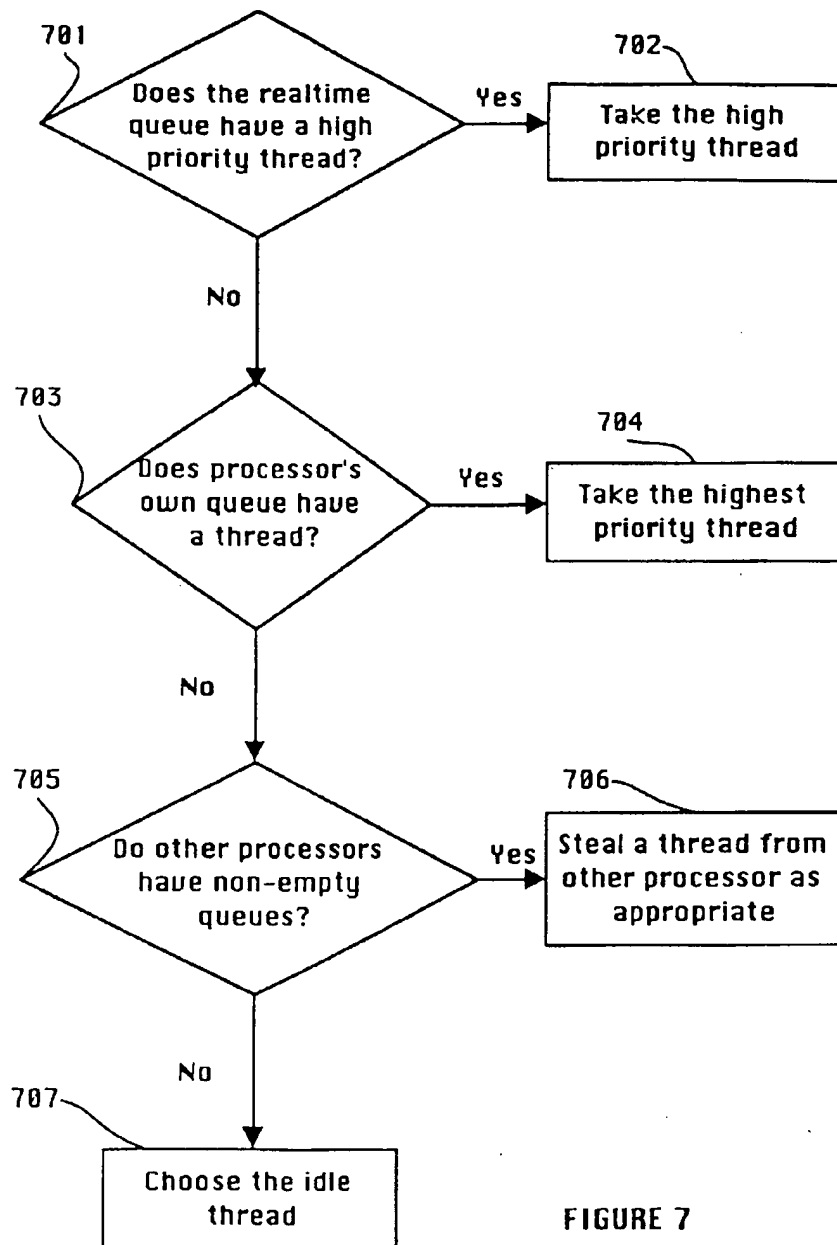 701
Does the realtime
queue have a high
priority thread?
Yes
702
Take the high
priority thread
No
703
Does processor's
own queue have
a thread?
Yes
704
Take the highest
priority thread
No
705
Do other processors
have non-empty
queues?
Yes
706
Steal a thread from
other processor as
appropriate
No
707
Choose the idle
thread
FIGURE 7